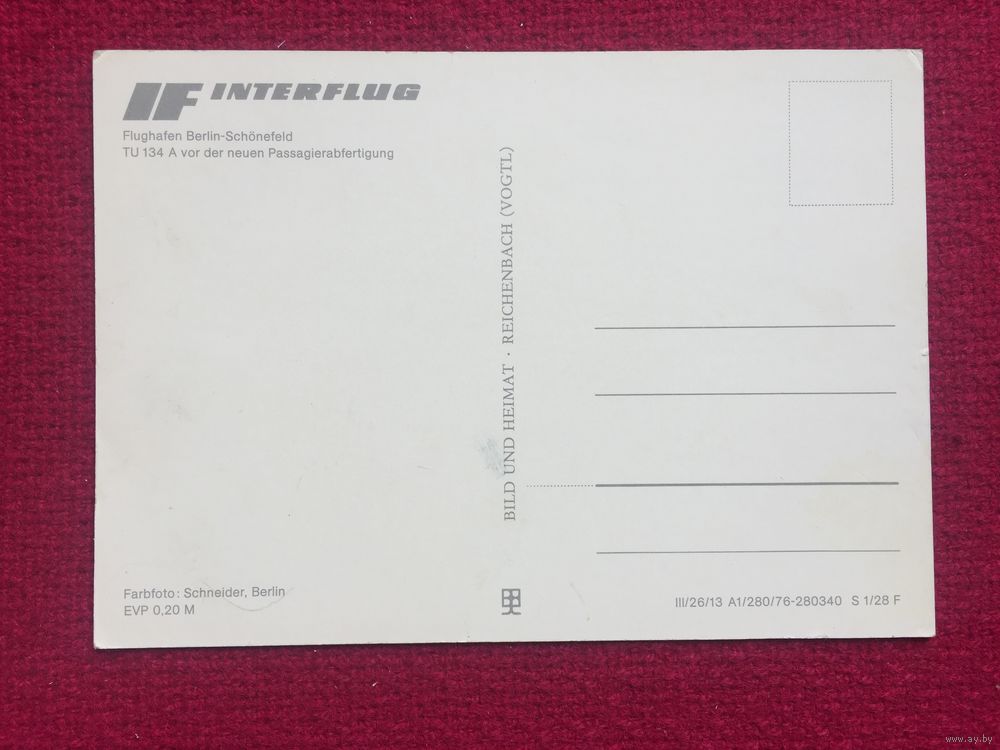 IF INTERFLUG
Flughafen Berlin-Schönefeld
TU 134 A vor der neuen Passagierabfertigung
BILD UND HEIMAT · REICHENBACH (VOGTL)
Farbfoto: Schneider, Berlin
EVP 0,20 M
III/26/13 A1/280/76-280340 S 1/28 F
www.ay.by